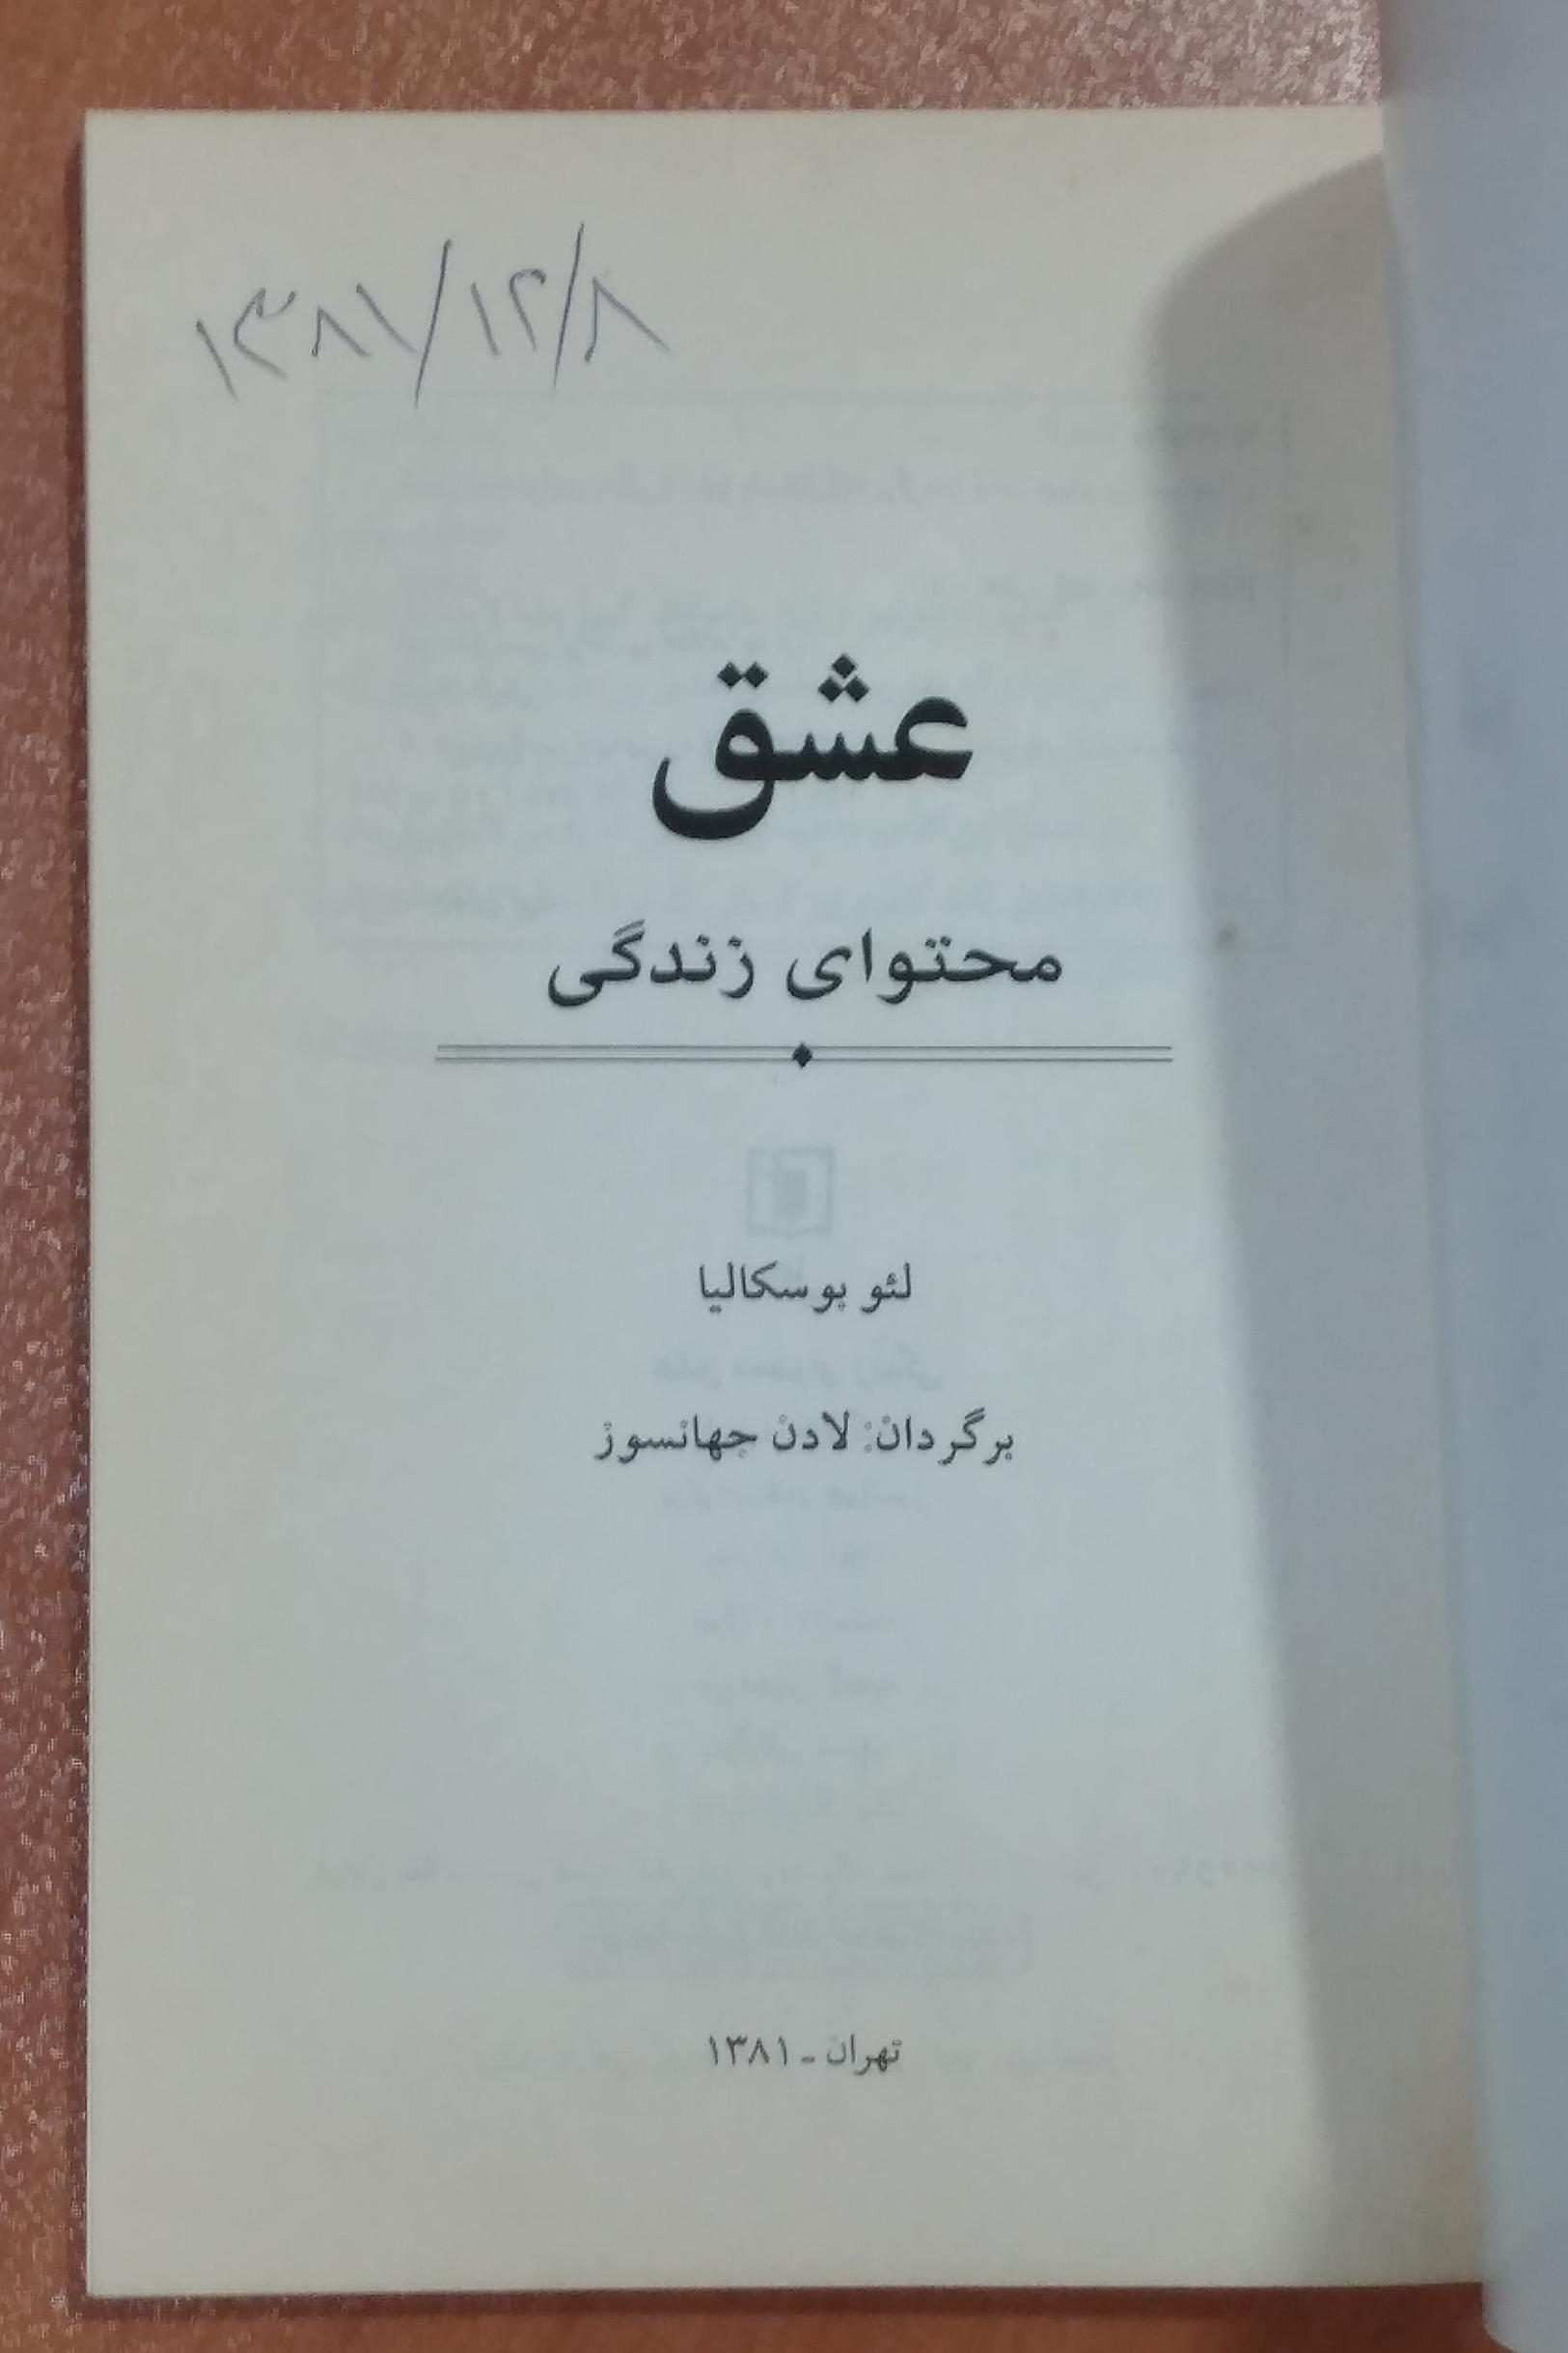 ۱۳۸۱/۱۲/۸
عشق
محتوای زندگی
لئو بوسکالیا
برگردان: لادن جهانسوز
تهران ـ ۱۳۸۱